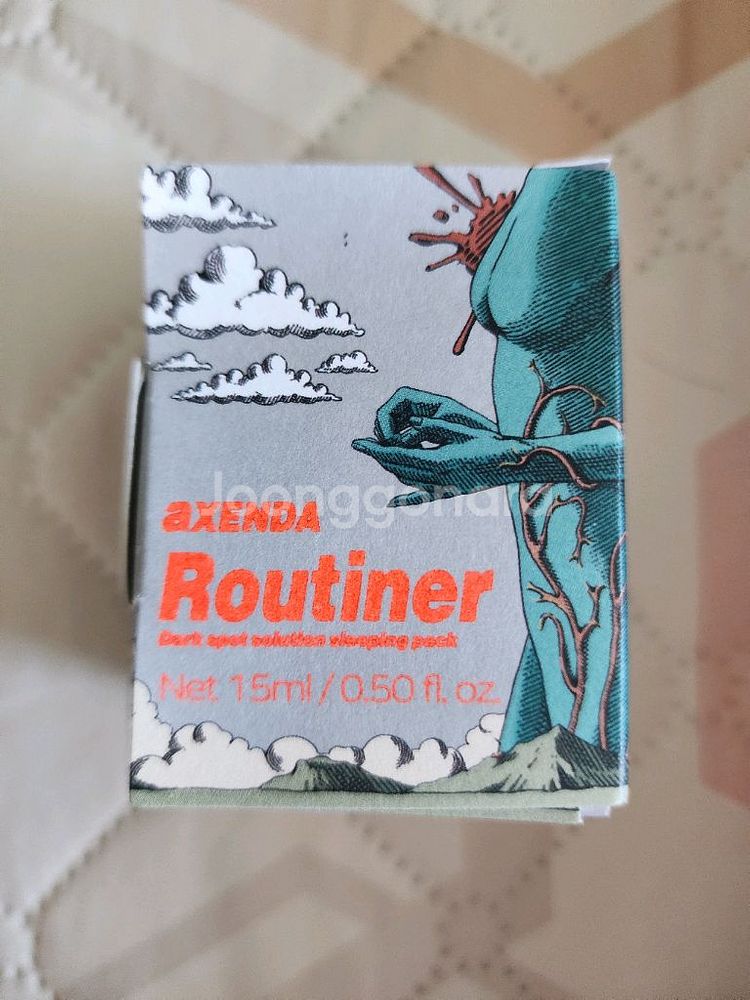 Joonggonara
aXENDA
Routiner
Dark spot solution sleeping pack
Net 15ml / 0.50 fl. oz.